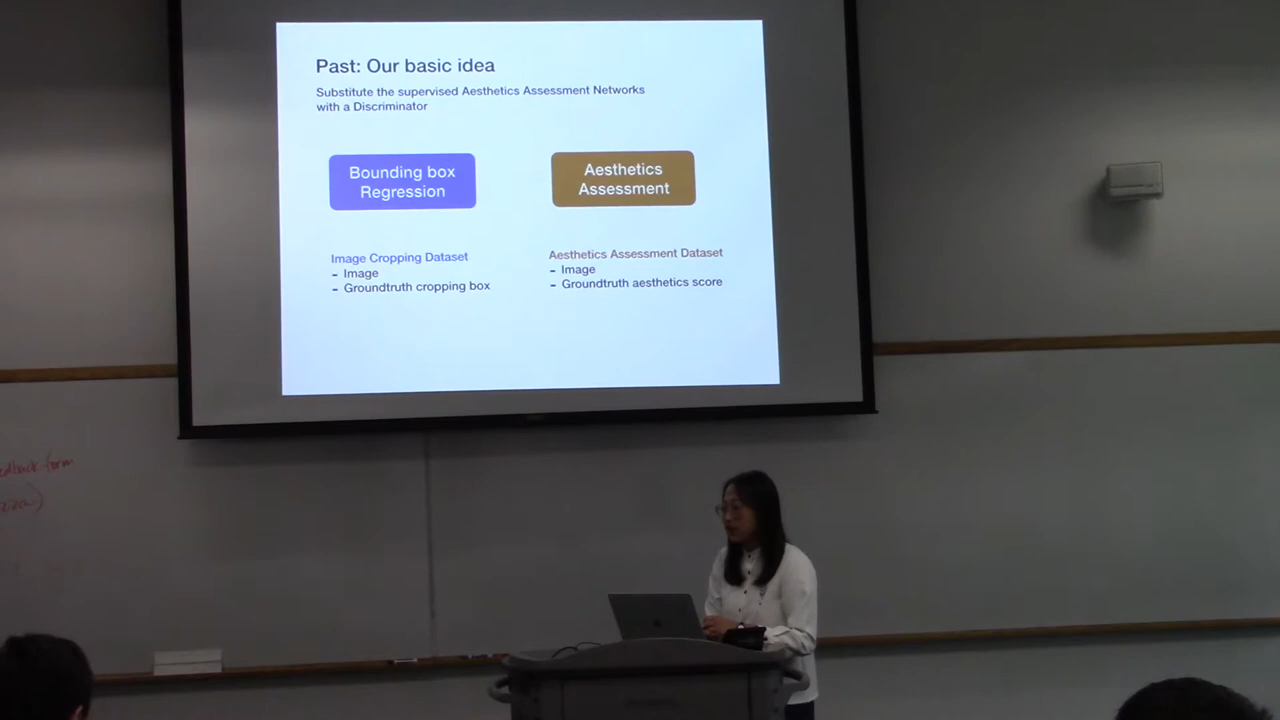 Past: Our basic idea
Substitute the supervised Aesthetics Assessment Networks
with a Discriminator
Bounding box
Regression
Aesthetics
Assessment
Image Cropping Dataset
- Image
- Groundtruth cropping box
Aesthetics Assessment Dataset
- Image
- Groundtruth aesthetics score
form